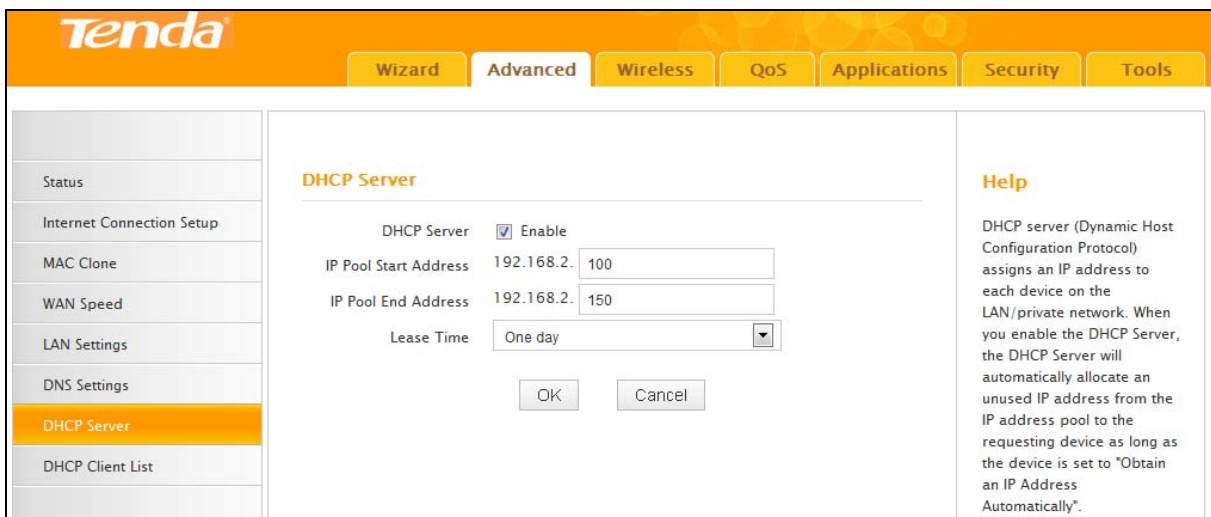 Tenda
Wizard Advanced Wireless QoS Applications Security Tools
Status
Internet Connection Setup
MAC Clone
WAN Speed
LAN Settings
DNS Settings
DHCP Server
DHCP Client List
DHCP Server
DHCP Server Enable
IP Pool Start Address 192.168.2. 100
IP Pool End Address 192.168.2. 150
Lease Time One day
OK Cancel
Help
DHCP server (Dynamic Host
Configuration Protocol)
assigns an IP address to
each device on the
LAN/private network. When
you enable the DHCP Server,
the DHCP Server will
automatically allocate an
unused IP address from the
IP address pool to the
requesting device as long as
the device is set to "Obtain
an IP Address
Automatically".